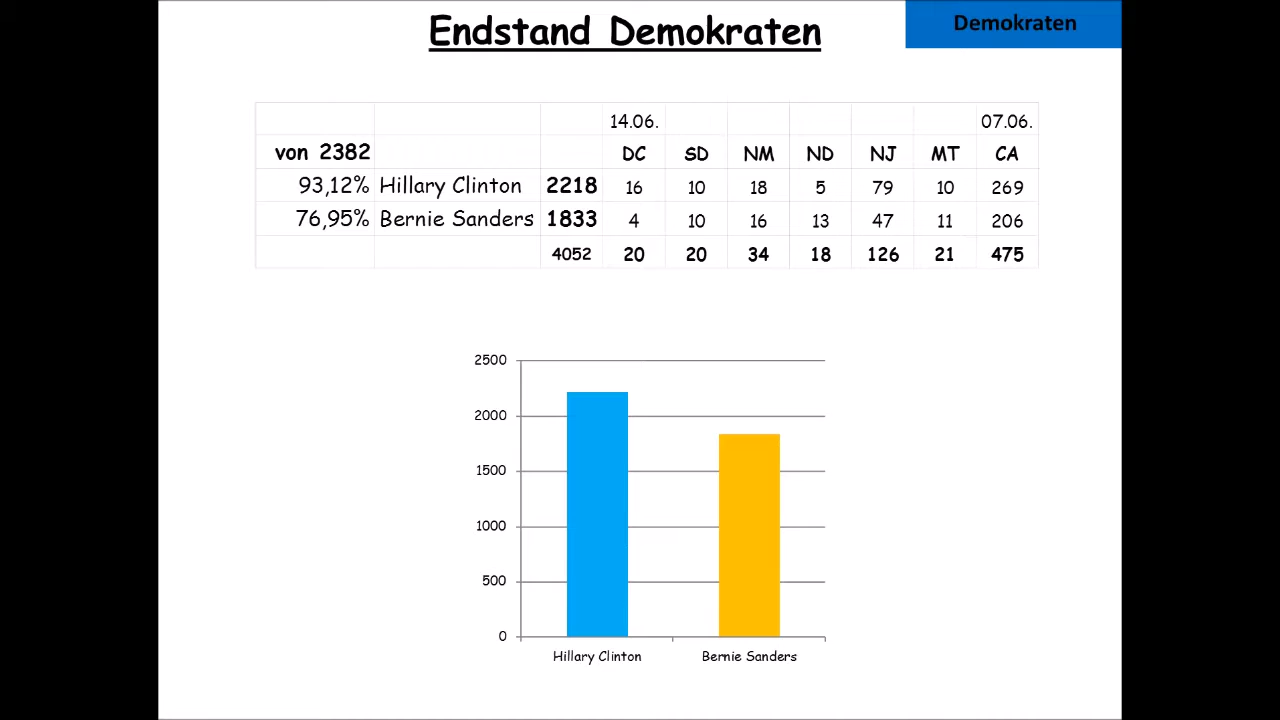 Endstand Demokraten
Demokraten
14.06. 07.06.
von 2382 DC SD NM ND NJ MT CA
93,12% Hillary Clinton 2218 16 10 18 5 79 10 269
76,95% Bernie Sanders 1833 4 10 16 13 47 11 206
4052 20 20 34 18 126 21 475
2500
2000
1500
1000
500
0
Hillary Clinton Bernie Sanders